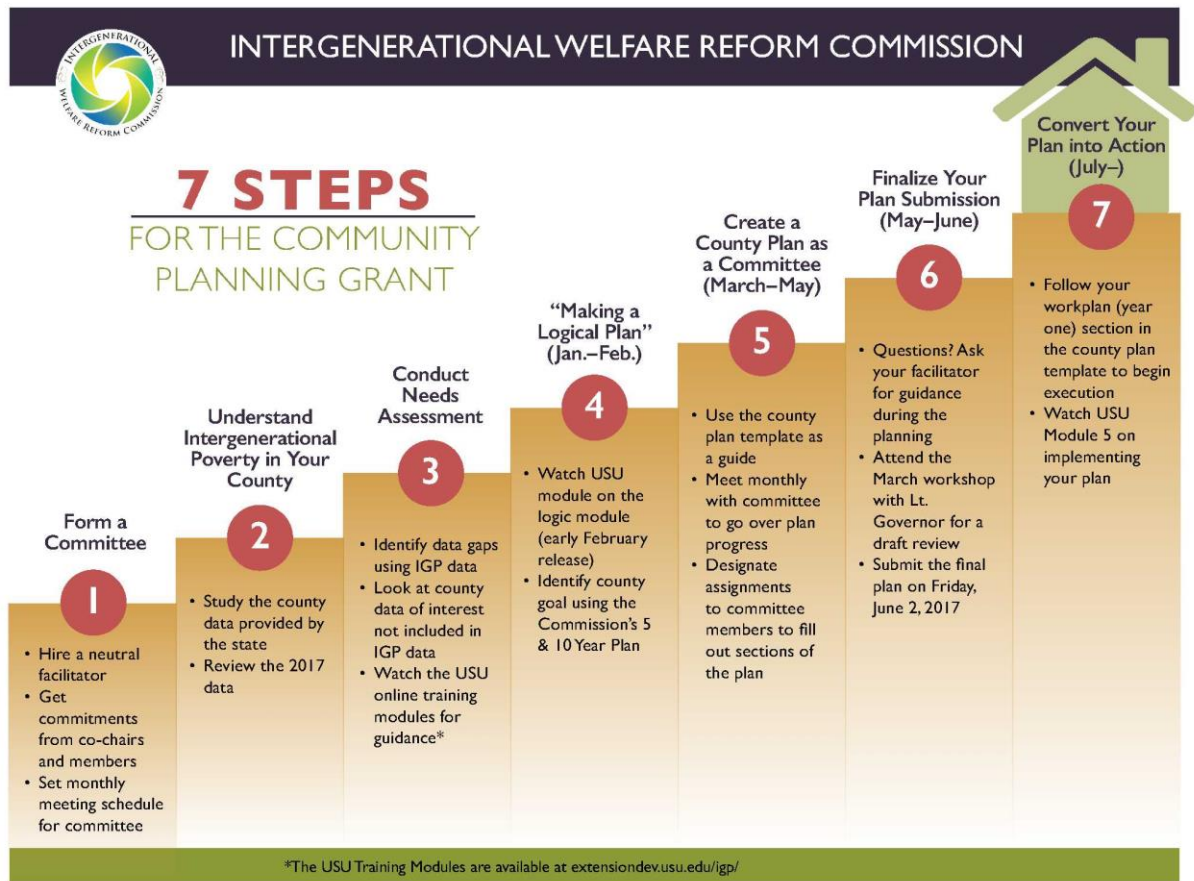 INTERGENERATIONAL WELFARE REFORM COMMISSION
INTERGENERATIONAL
WELFARE REFORM COMMISSION
7 STEPS
FOR THE COMMUNITY
PLANNING GRANT
Form a
Committee
1
• Hire a neutral
facilitator
• Get
commitments
from co-chairs
and members
• Set monthly
meeting schedule
for committee
Understand
Intergenerational
Poverty in Your
County
2
• Study the county
data provided by
the state
• Review the 2017
data
Conduct
Needs
Assessment
3
• Identify data gaps
using IGP data
• Look at county
data of interest
not included in
IGP data
• Watch the USU
online training
modules for
guidance*
“Making a
Logical Plan”
(Jan.–Feb.)
4
• Watch USU
module on the
logic module
(early February
release)
• Identify county
goal using the
Commission's 5
& 10 Year Plan
Create a
County Plan as
a Committee
(March–May)
5
• Use the county
plan template as
a guide
• Meet monthly
with committee
to go over plan
progress
• Designate
assignments
to committee
members to fill
out sections of
the plan
Finalize Your
Plan Submission
(May–June)
6
• Questions? Ask
your facilitator
for guidance
during the
planning
• Attend the
March workshop
with Lt.
Governor for a
draft review
• Submit the final
plan on Friday,
June 2, 2017
Convert Your
Plan into Action
(July–)
7
• Follow your
workplan (year
one) section in
the county plan
template to begin
execution
• Watch USU
Module 5 on
implementing
your plan
*The USU Training Modules are available at extensiondev.usu.edu/igp/